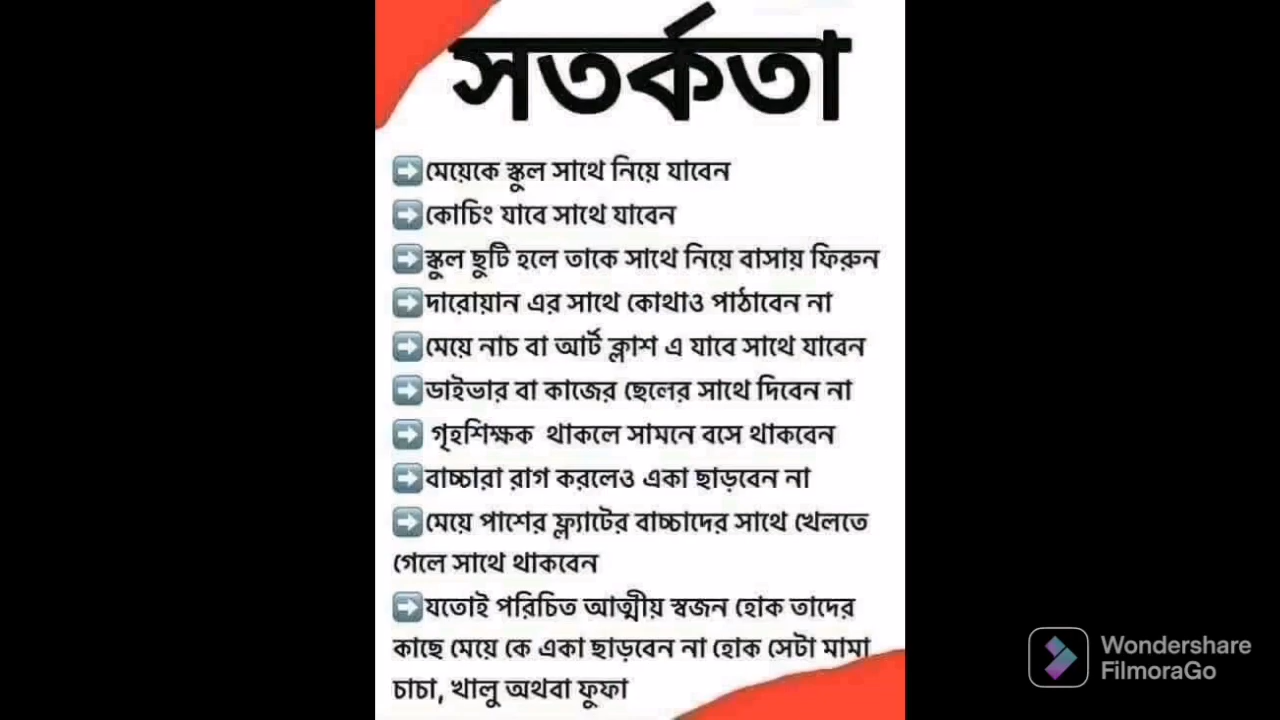 সতর্কতা
➡️মেয়েকে স্কুল সাথে নিয়ে যাবেন
➡️কোচিং যাবে সাথে যাবেন
➡️স্কুল ছুটি হলে তাকে সাথে নিয়ে বাসায় ফিরুন
➡️দারোয়ান এর সাথে কোথাও পাঠাবেন না
➡️মেয়ে নাচ বা আর্ট ক্লাশ এ যাবে সাথে যাবেন
➡️ডাইভার বা কাজের ছেলের সাথে দিবেন না
➡️ গৃহশিক্ষক থাকলে সামনে বসে থাকবেন
➡️বাচ্চারা রাগ করলেও একা ছাড়বেন না
➡️মেয়ে পাশের ফ্ল্যাটের বাচ্চাদের সাথে খেলতে
গেলে সাথে থাকবেন
➡️যতোই পরিচিত আত্মীয় স্বজন হোক তাদের
কাছে মেয়ে কে একা ছাড়বেন না হোক সেটা মামা
চাচা, খালু অথবা ফুফা
Wondershare
FilmoraGo